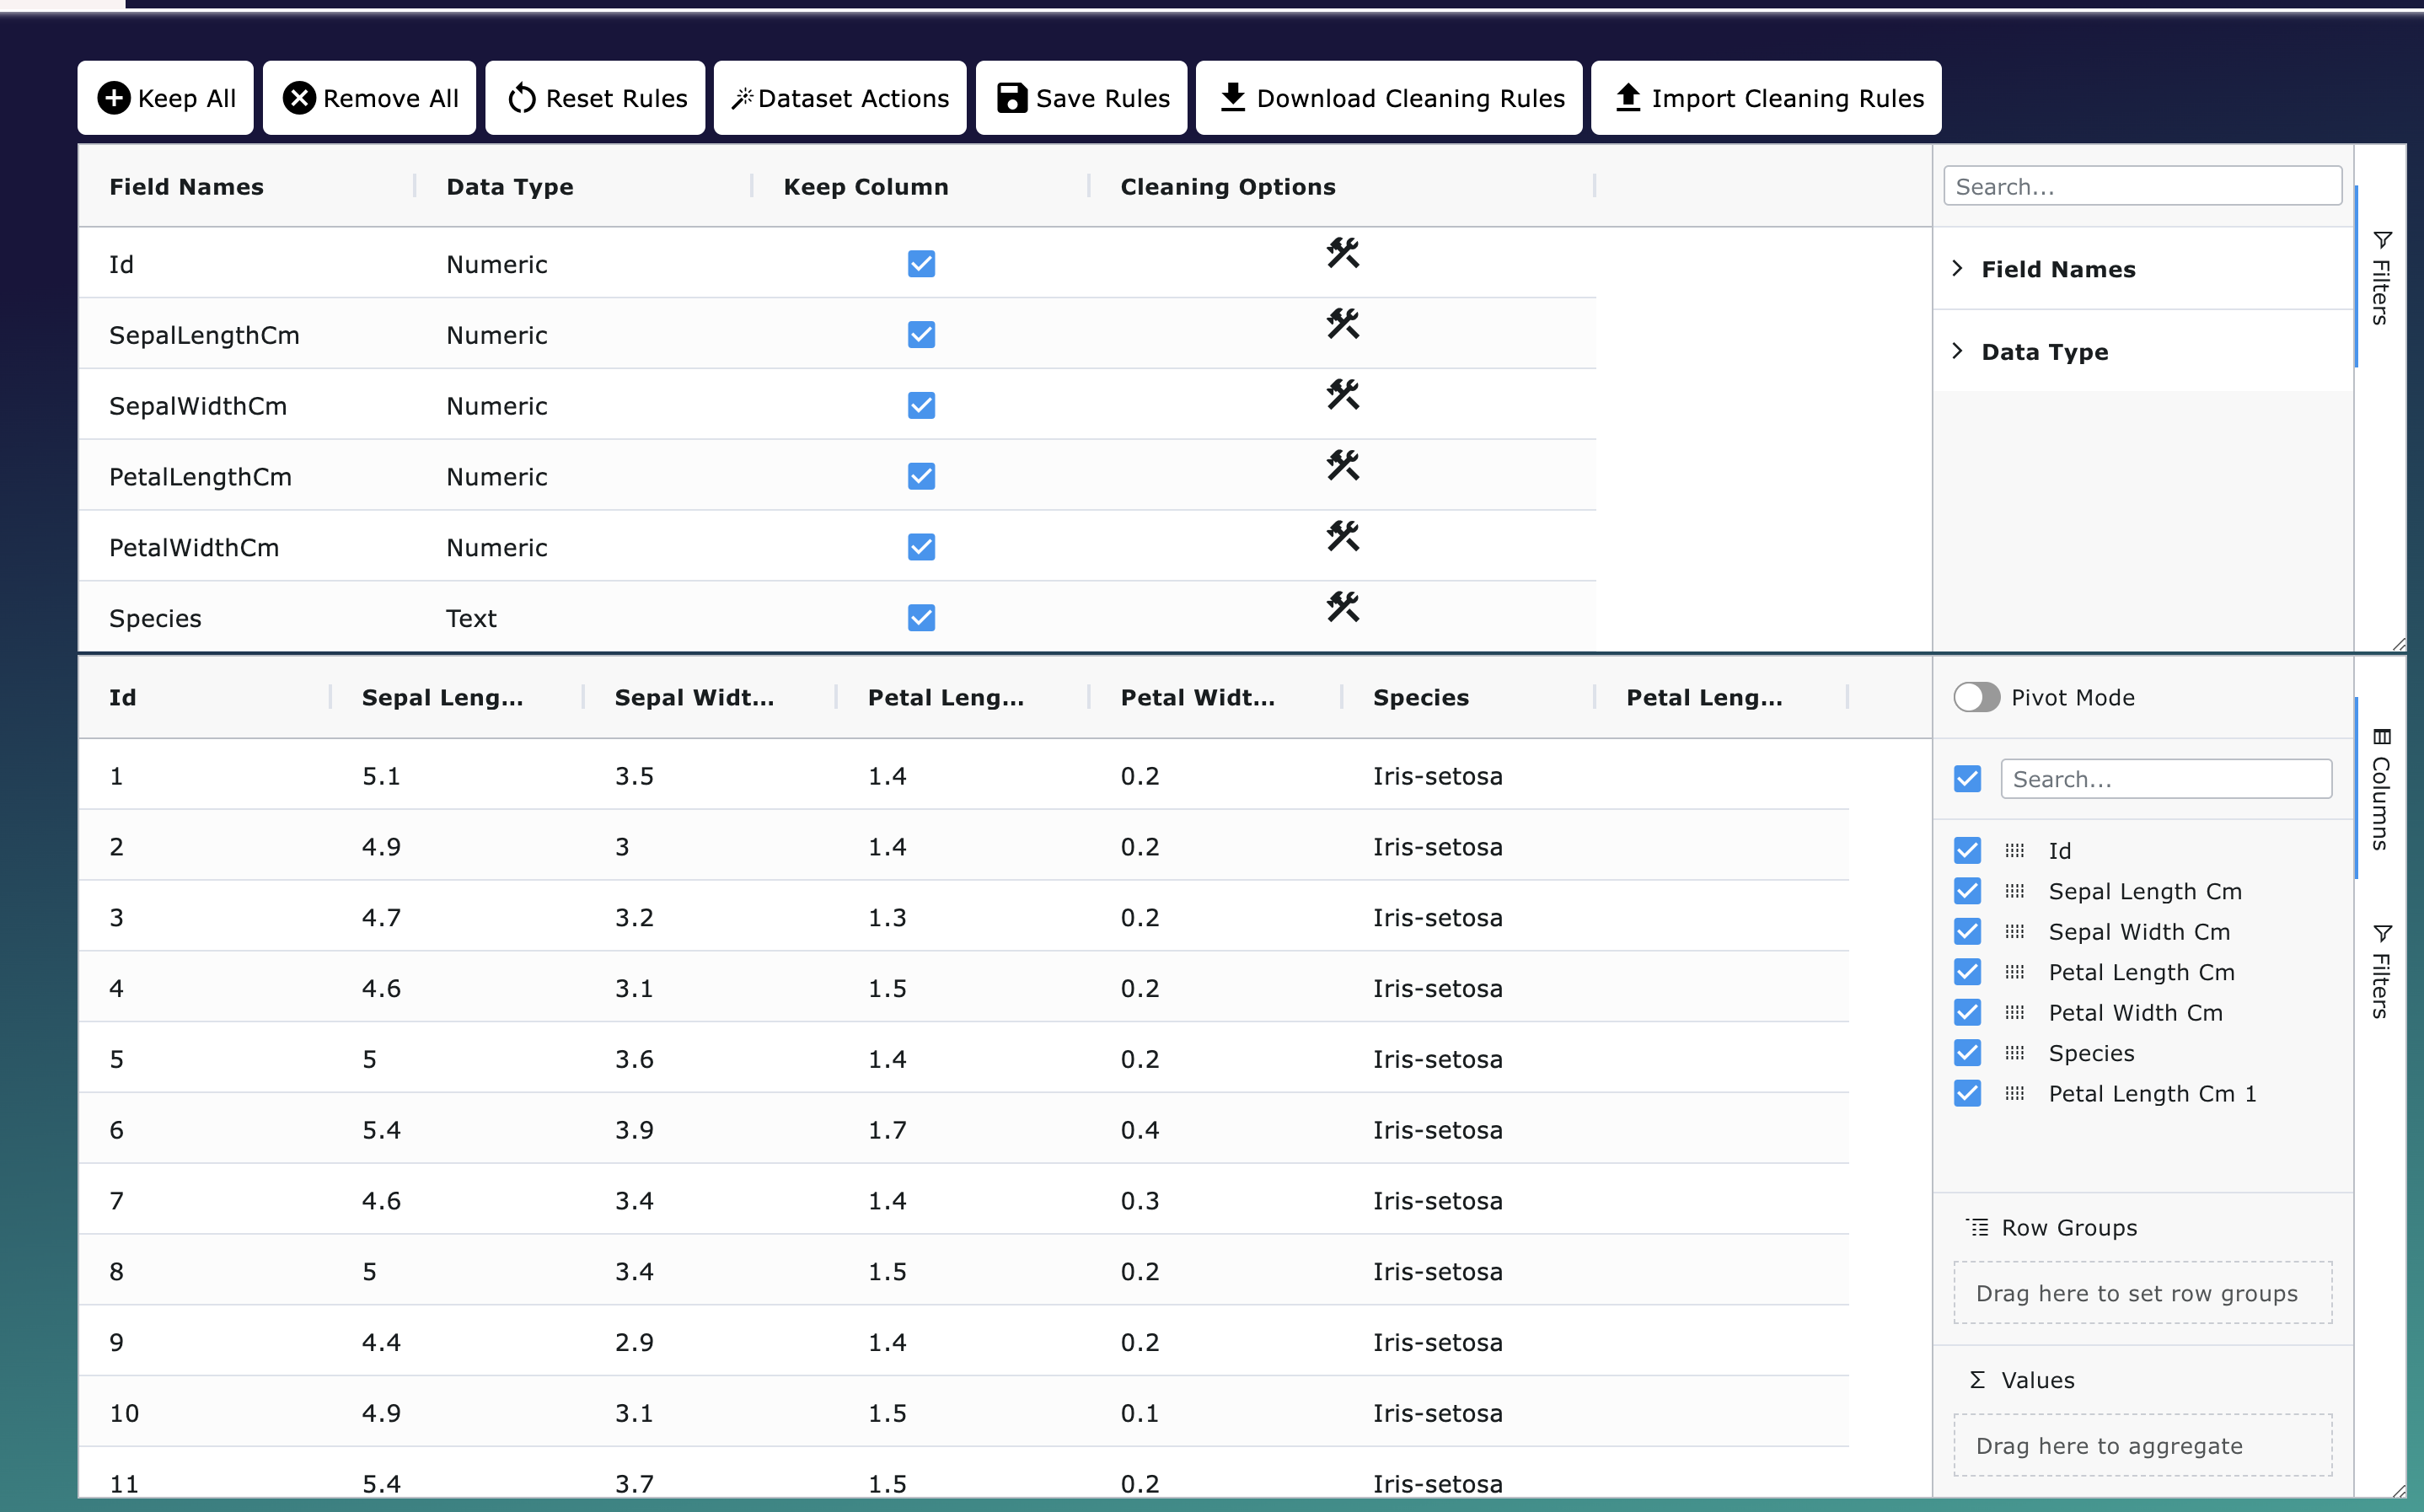 Keep All Remove All Reset Rules Dataset Actions Save Rules Download Cleaning Rules Import Cleaning Rules
Field Names Data Type Keep Column Cleaning Options
Id Numeric
SepalLengthCm Numeric
SepalWidthCm Numeric
PetalLengthCm Numeric
PetalWidthCm Numeric
Species Text
Search...
Field Names
Data Type
Filters
Id Sepal Leng... Sepal Widt... Petal Leng... Petal Widt... Species Petal Leng...
1 5.1 3.5 1.4 0.2 Iris-setosa
2 4.9 3 1.4 0.2 Iris-setosa
3 4.7 3.2 1.3 0.2 Iris-setosa
4 4.6 3.1 1.5 0.2 Iris-setosa
5 5 3.6 1.4 0.2 Iris-setosa
6 5.4 3.9 1.7 0.4 Iris-setosa
7 4.6 3.4 1.4 0.3 Iris-setosa
8 5 3.4 1.5 0.2 Iris-setosa
9 4.4 2.9 1.4 0.2 Iris-setosa
10 4.9 3.1 1.5 0.1 Iris-setosa
11 5.4 3.7 1.5 0.2 Iris-setosa
Pivot Mode
Search...
Id
Sepal Length Cm
Sepal Width Cm
Petal Length Cm
Petal Width Cm
Species
Petal Length Cm 1
Row Groups
Drag here to set row groups
Values
Drag here to aggregate
Columns
Filters